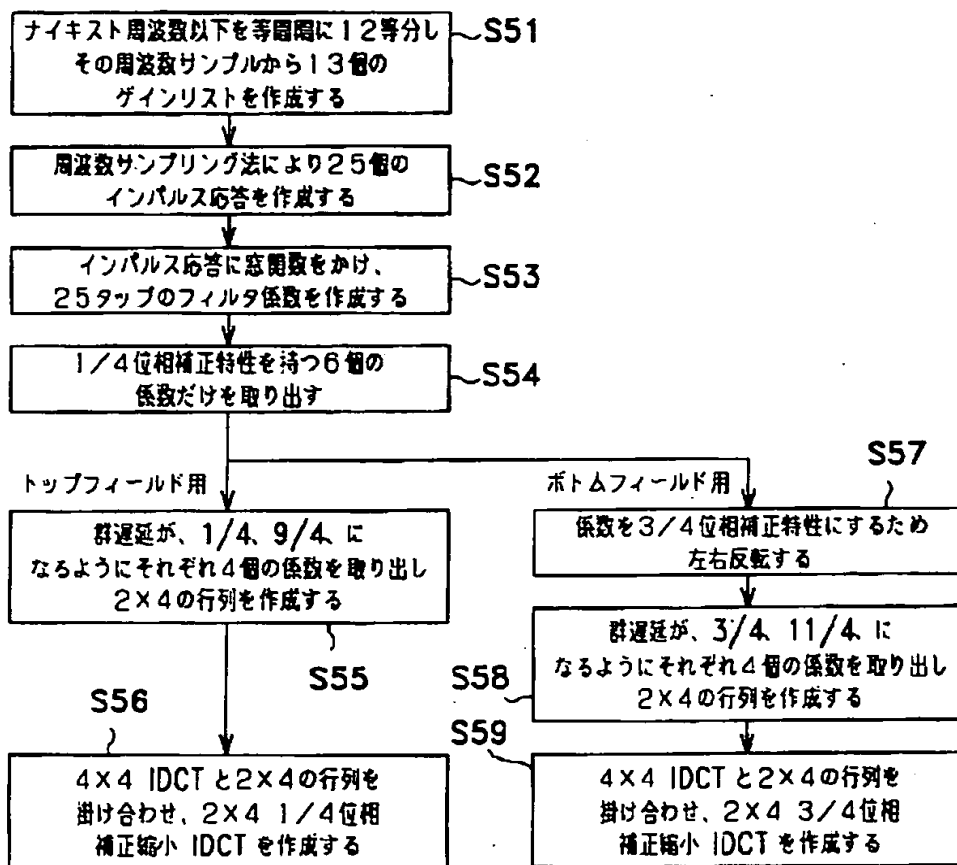 ナイキスト周波数以下を等間隔に12等分し
その周波数サンプルから13個の
ゲインリストを作成する
S51
周波数サンプリング法により25個の
インパルス応答を作成する
S52
インパルス応答に窓関数をかけ、
25タップのフィルタ係数を作成する
S53
1/4位相補正特性を持つ6個の
係数だけを取り出す
S54
トップフィールド用
群遅延が、1/4、9/4、に
なるようにそれぞれ4個の係数を取り出し
2×4の行列を作成する
S55
S56
4×4 IDCTと2×4の行列を
掛け合わせ、2×4 1/4位相
補正縮小 IDCTを作成する
ボトムフィールド用
S57
係数を3/4位相補正特性にするため
左右反転する
群遅延が、3/4、11/4、に
なるようにそれぞれ4個の係数を取り出し
2×4の行列を作成する
S58
S59
4×4 IDCTと2×4の行列を
掛け合わせ、2×4 3/4位相
補正縮小 IDCTを作成する